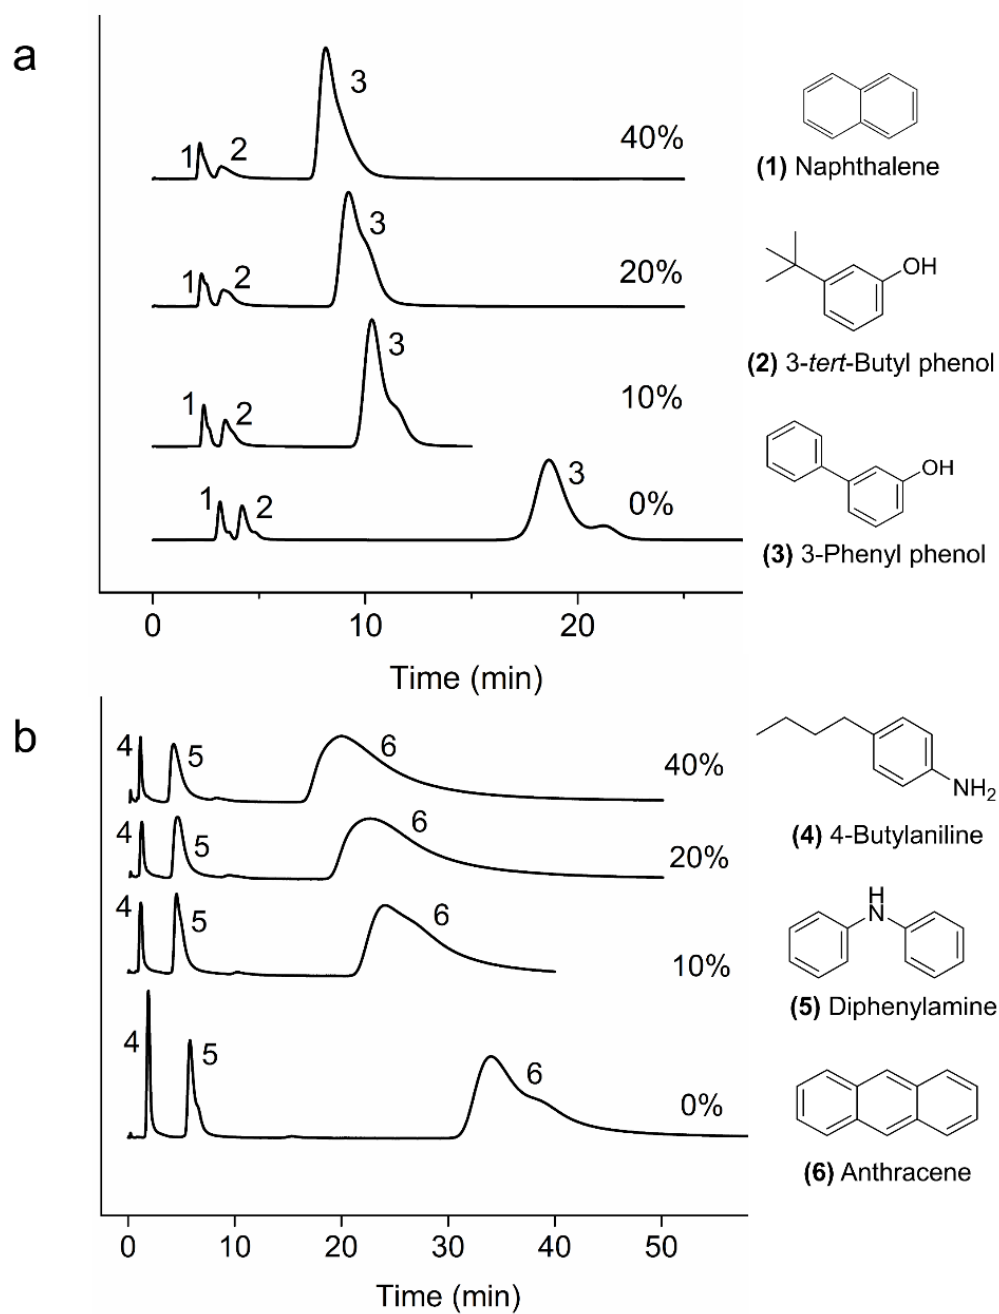 a
1
2
3
40%
1
2
3
20%
1
2
3
10%
1
2
3
0%
0
10
20
Time (min)
(1) Naphthalene
OH
(2) 3-tert-Butyl phenol
OH
(3) 3-Phenyl phenol
b
4
5
6
40%
4
5
6
20%
4
5
6
10%
4
5
6
0%
0
10
20
30
40
50
Time (min)
NH2
(4) 4-Butylaniline
H
N
(5) Diphenylamine
(6) Anthracene